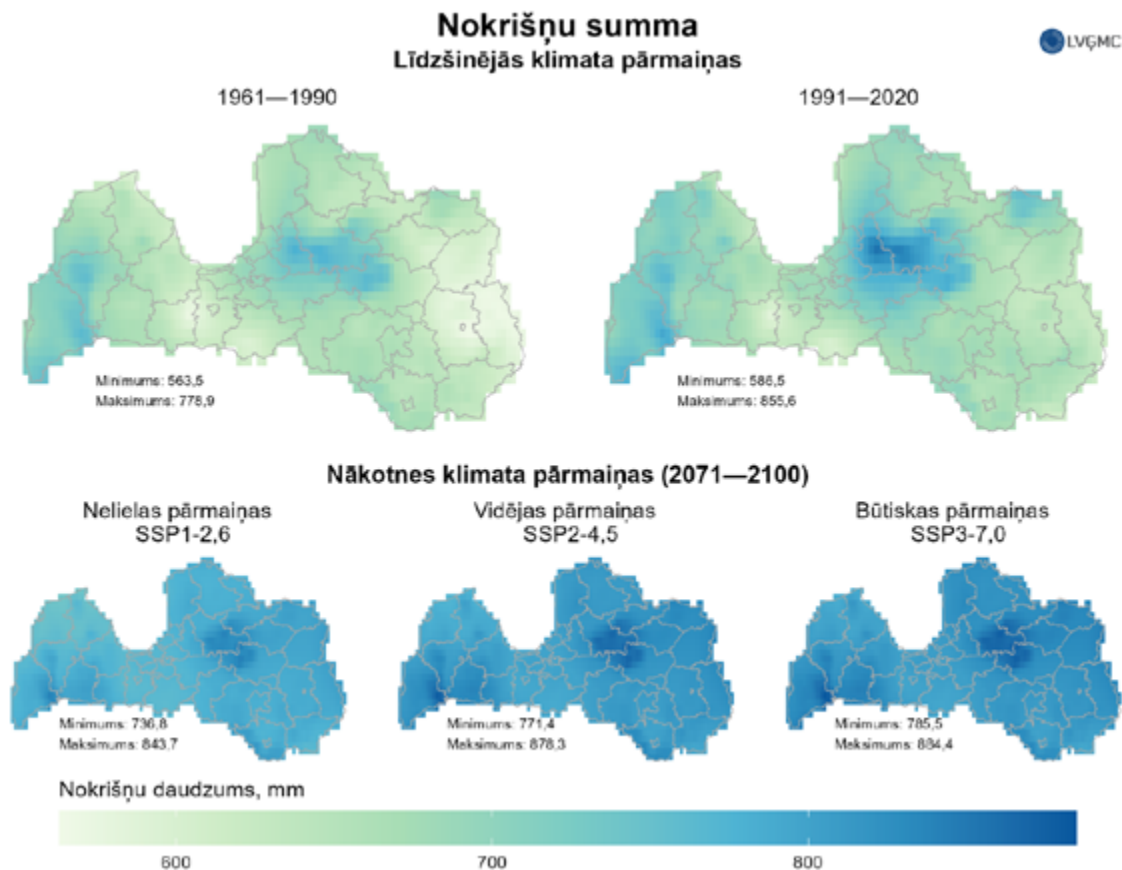 Nokrišņu summa
Līdzšinējās klimata pārmaiņas
LVĢMC
1961—1990
1991—2020
Minimums: 563,5
Maksimums: 778,9
Minimums: 586,5
Maksimums: 855,6
Nākotnes klimata pārmaiņas (2071—2100)
Nelielas pārmaiņas
SSP1-2,6
Vidējas pārmaiņas
SSP2-4,5
Būtiskas pārmaiņas
SSP3-7,0
Minimums: 736,8
Maksimums: 843,7
Minimums: 771,4
Maksimums: 878,3
Minimums: 785,5
Maksimums: 884,4
Nokrišņu daudzums, mm
600
700
800